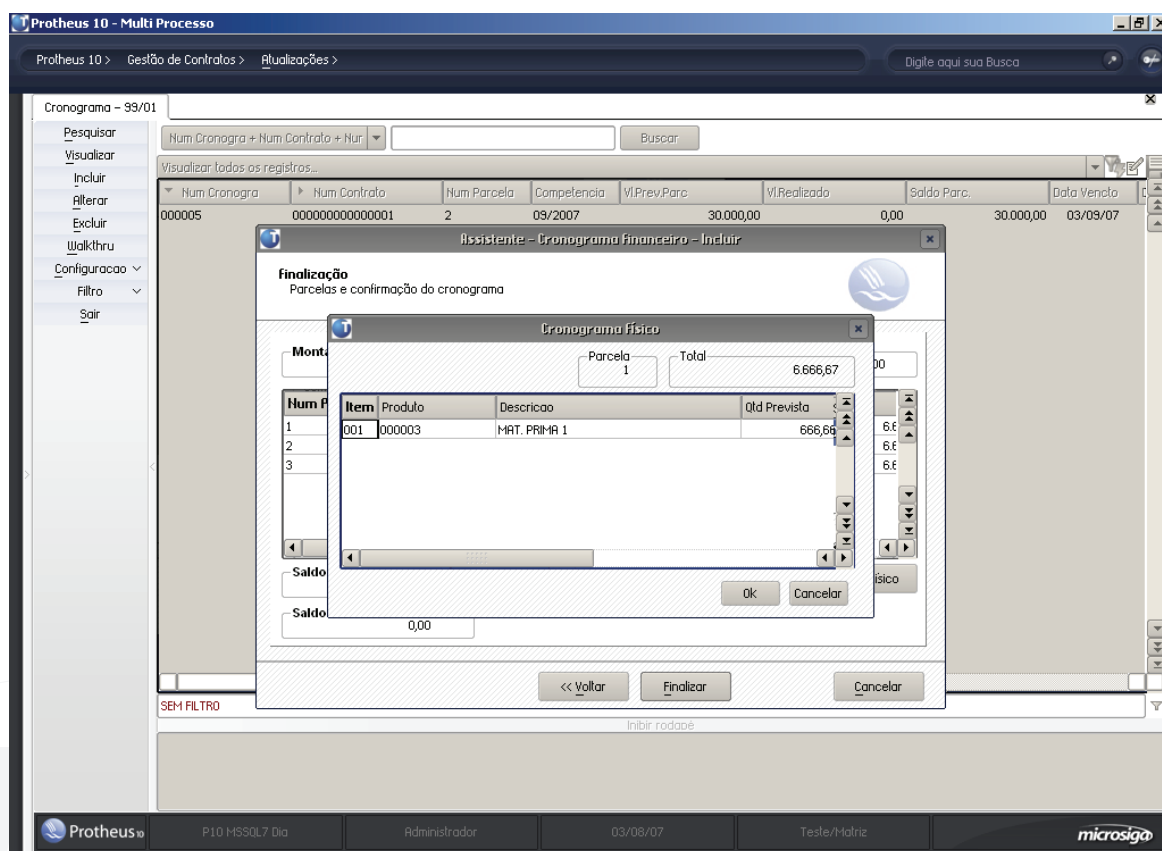 Protheus 10 - Multi Processo
Protheus 10 > Gestão de Contratos > Atualizações >
Digite aqui sua Busca
Cronograma - 99/01
Pesquisar
Visualizar
Incluir
Alterar
Excluir
Walkthru
Configuracao
Filtro
Sair
Num Cronogra + Num Contrato + Nur
Buscar
Visualizar todos os registros...
Num Cronogra Num Contrato Num Parcela Competencia Vl.Prev.Parc Vl.Realizado Saldo Parc. Data Vencto
000005 000000000000001 2 09/2007 30.000,00 0,00 30.000,00 03/09/07
Assistente - Cronograma Financeiro - Incluir
Finalização
Parcelas e confirmação do cronograma
Cronograma Físico
Parcela
1
Total
6.666,67
Item Produto Descricao Qtd Prevista
001 000003 MAT. PRIMA 1 666,66
Num P
1
2
3
Saldo
Ok Cancelar
Saldo
0,00
<< Voltar Finalizar Cancelar
SEM FILTRO
Inibir rodapé
Protheus 10 P10 MSSQL7 Dia Administrador 03/08/07 Teste/Matriz microsiga